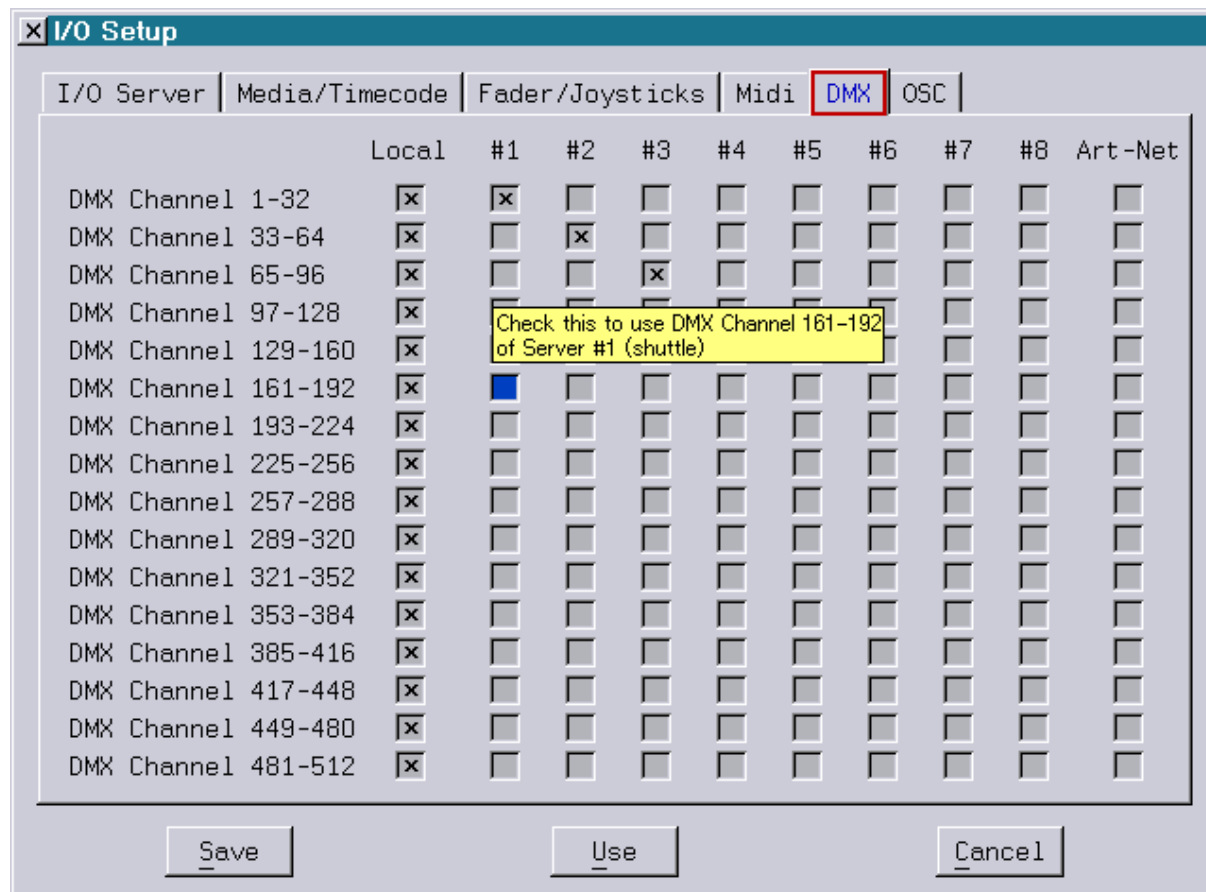 I/O Setup
I/O Server Media/Timecode Fader/Joysticks Midi DMX OSC
Local #1 #2 #3 #4 #5 #6 #7 #8 Art-Net
DMX Channel 1-32
DMX Channel 33-64
DMX Channel 65-96
DMX Channel 97-128
Check this to use DMX Channel 161-192
of Server #1 (shuttle)
DMX Channel 129-160
DMX Channel 161-192
DMX Channel 193-224
DMX Channel 225-256
DMX Channel 257-288
DMX Channel 289-320
DMX Channel 321-352
DMX Channel 353-384
DMX Channel 385-416
DMX Channel 417-448
DMX Channel 449-480
DMX Channel 481-512
Save Use Cancel